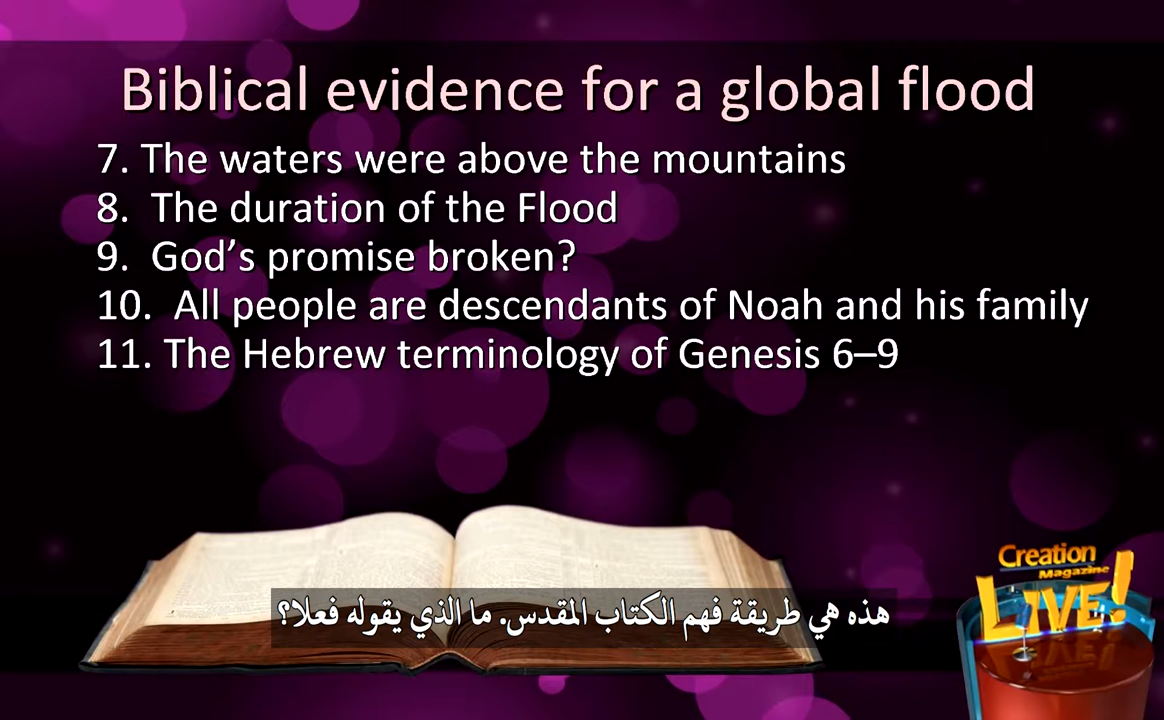 Biblical evidence for a global flood
7. The waters were above the mountains
8. The duration of the Flood
9. God's promise broken?
10. All people are descendants of Noah and his family
11. The Hebrew terminology of Genesis 6–9
هذه هي طريقة فهم الكتاب المقدس. ما الذي يقوله فعلا؟
Creation
Magazine
LIVE!